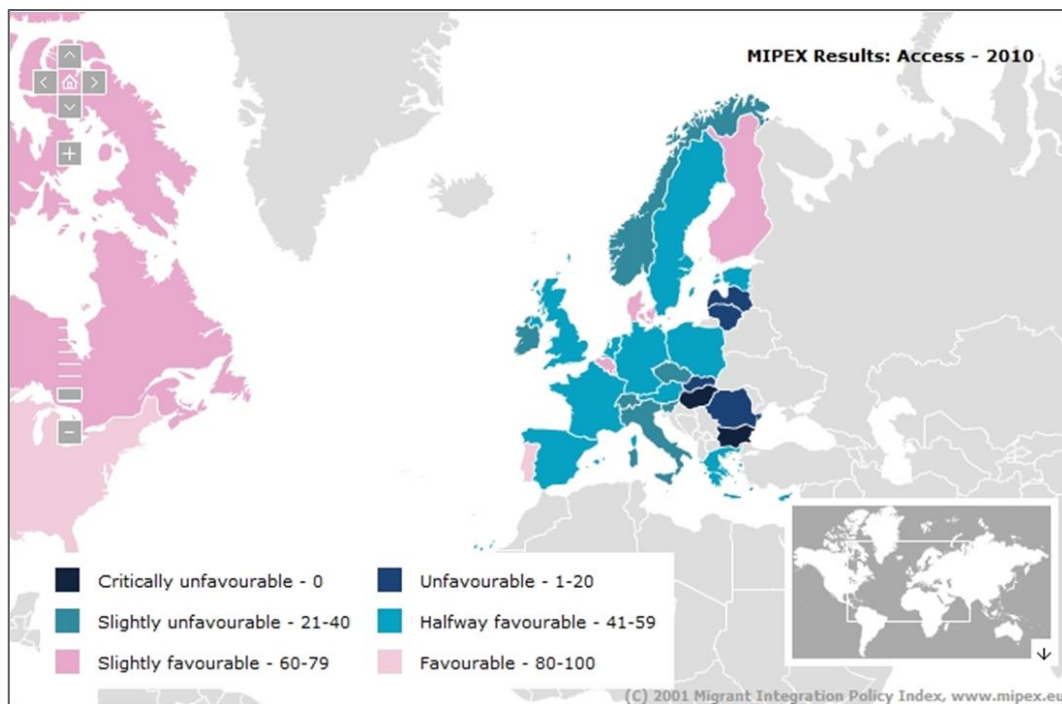 MIPEX Results: Access - 2010
Critically unfavourable - 0
Unfavourable - 1-20
Slightly unfavourable - 21-40
Halfway favourable - 41-59
Slightly favourable - 60-79
Favourable - 80-100
(C) 2001 Migrant Integration Policy Index, www.mipex.eu